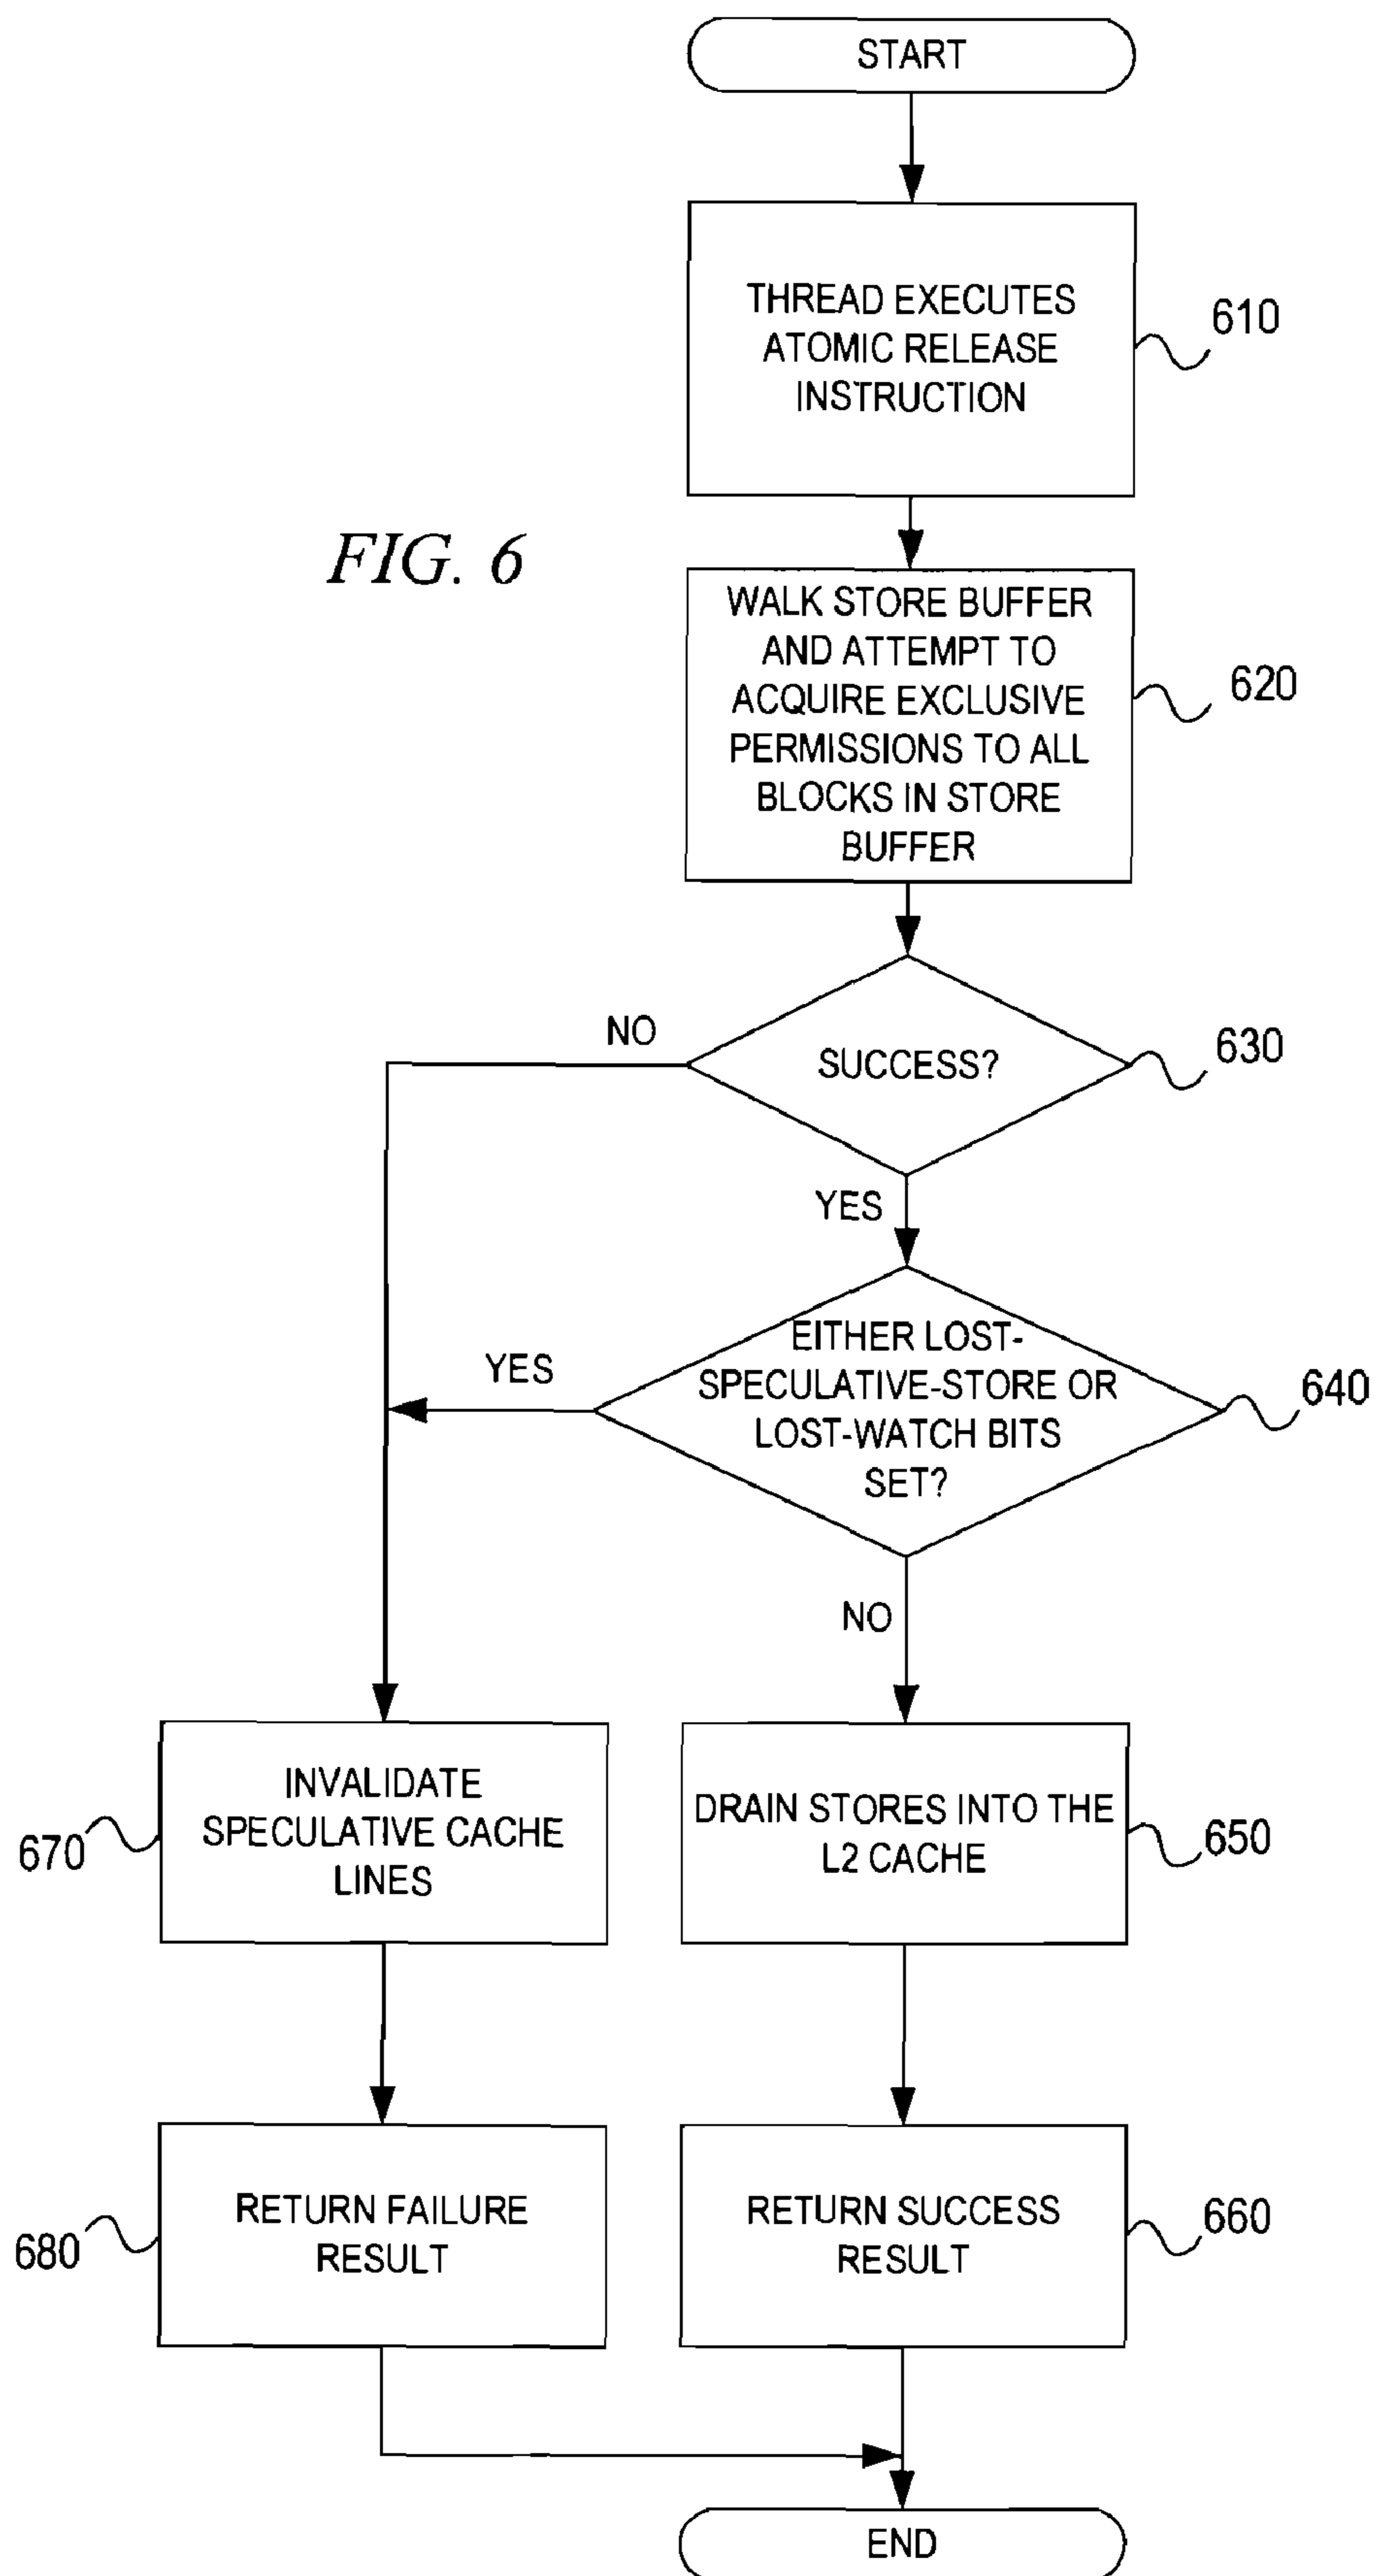 START
THREAD EXECUTES
ATOMIC RELEASE
INSTRUCTION
610
FIG. 6
WALK STORE BUFFER
AND ATTEMPT TO
ACQUIRE EXCLUSIVE
PERMISSIONS TO ALL
BLOCKS IN STORE
BUFFER
620
NO
SUCCESS?
630
YES
EITHER LOST-
SPECULATIVE-STORE OR
LOST-WATCH BITS
SET?
YES
640
NO
INVALIDATE
SPECULATIVE CACHE
LINES
670
DRAIN STORES INTO THE
L2 CACHE
650
RETURN FAILURE
RESULT
680
RETURN SUCCESS
RESULT
660
END